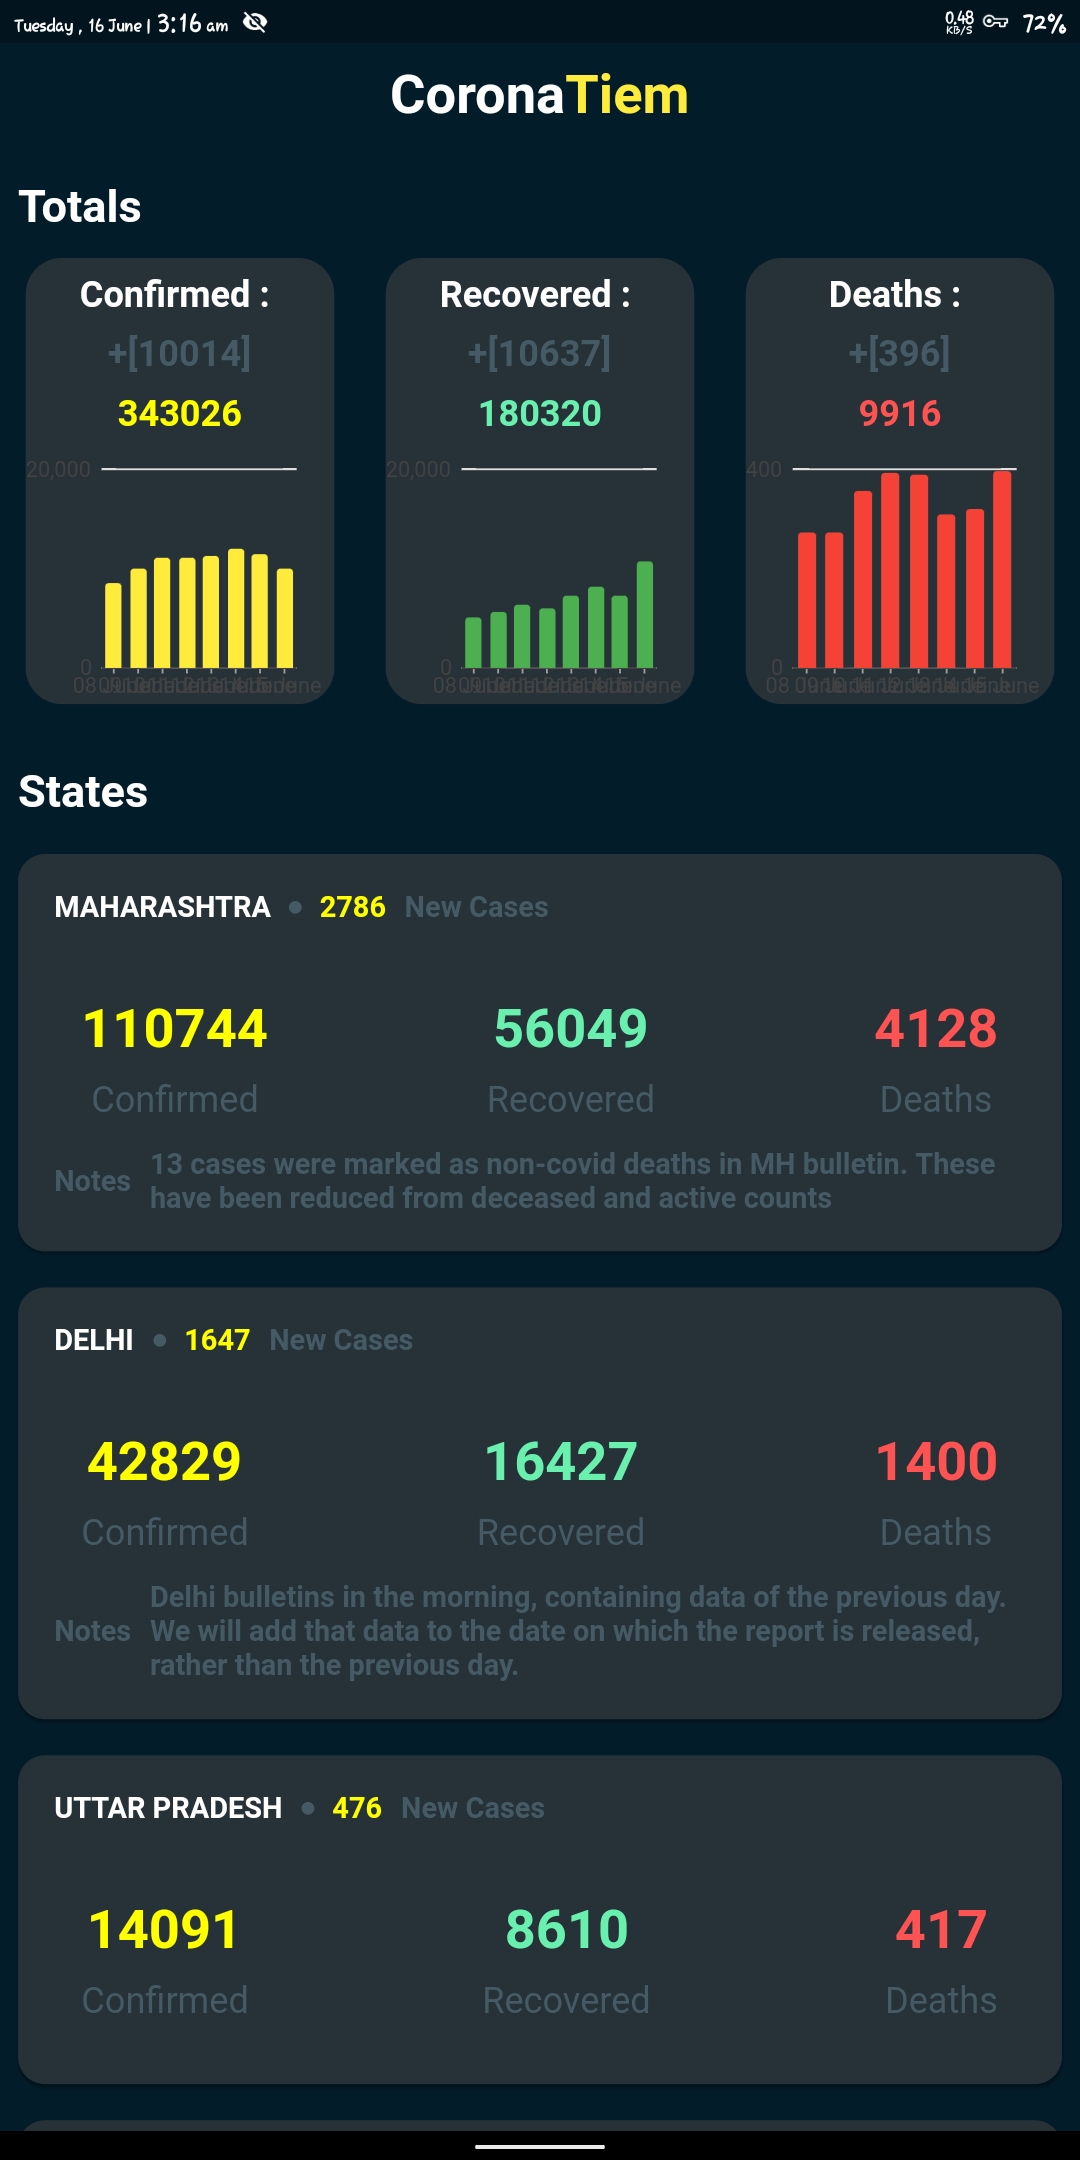 Tuesday , 16 June | 3:16 am
0.48 KB/S 72%
CoronaTiem
Totals
Confirmed : Recovered : Deaths :
+[10014] +[10637] +[396]
343026 180320 9916
20,000 20,000 400
0 0 0
States
MAHARASHTRA • 2786 New Cases
110744 56049 4128
Confirmed Recovered Deaths
13 cases were marked as non-covid deaths in MH bulletin. These
Notes
have been reduced from deceased and active counts
DELHI • 1647 New Cases
42829 16427 1400
Confirmed Recovered Deaths
Delhi bulletins in the morning, containing data of the previous day.
Notes We will add that data to the date on which the report is released,
rather than the previous day.
UTTAR PRADESH • 476 New Cases
14091 8610 417
Confirmed Recovered Deaths